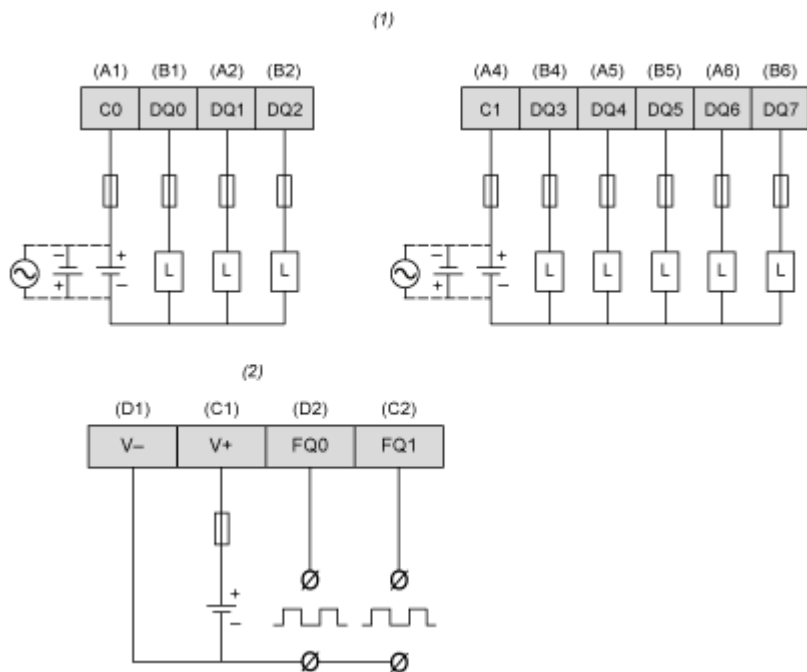 (1)
(A1) (B1) (A2) (B2) (A4) (B4) (A5) (B5) (A6) (B6)
C0 DQ0 DQ1 DQ2 C1 DQ3 DQ4 DQ5 DQ6 DQ7
– + – +
L L L L L L L L
+ – + –
(2)
(D1) (C1) (D2) (C2)
V– V+ FQ0 FQ1
+
–